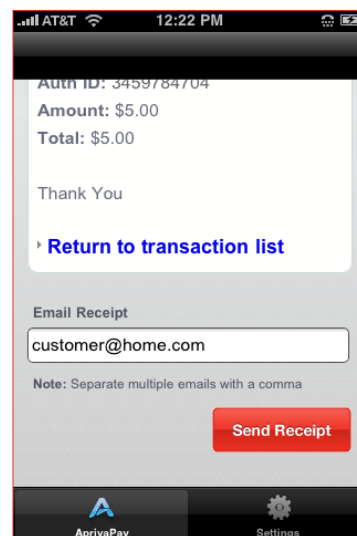 AT&T 12:22 PM
Auth ID: 3459784704
Amount: $5.00
Total: $5.00
Thank You
Return to transaction list
Email Receipt
customer@home.com
Note: Separate multiple emails with a comma
Send Receipt
AprivaPay Settings